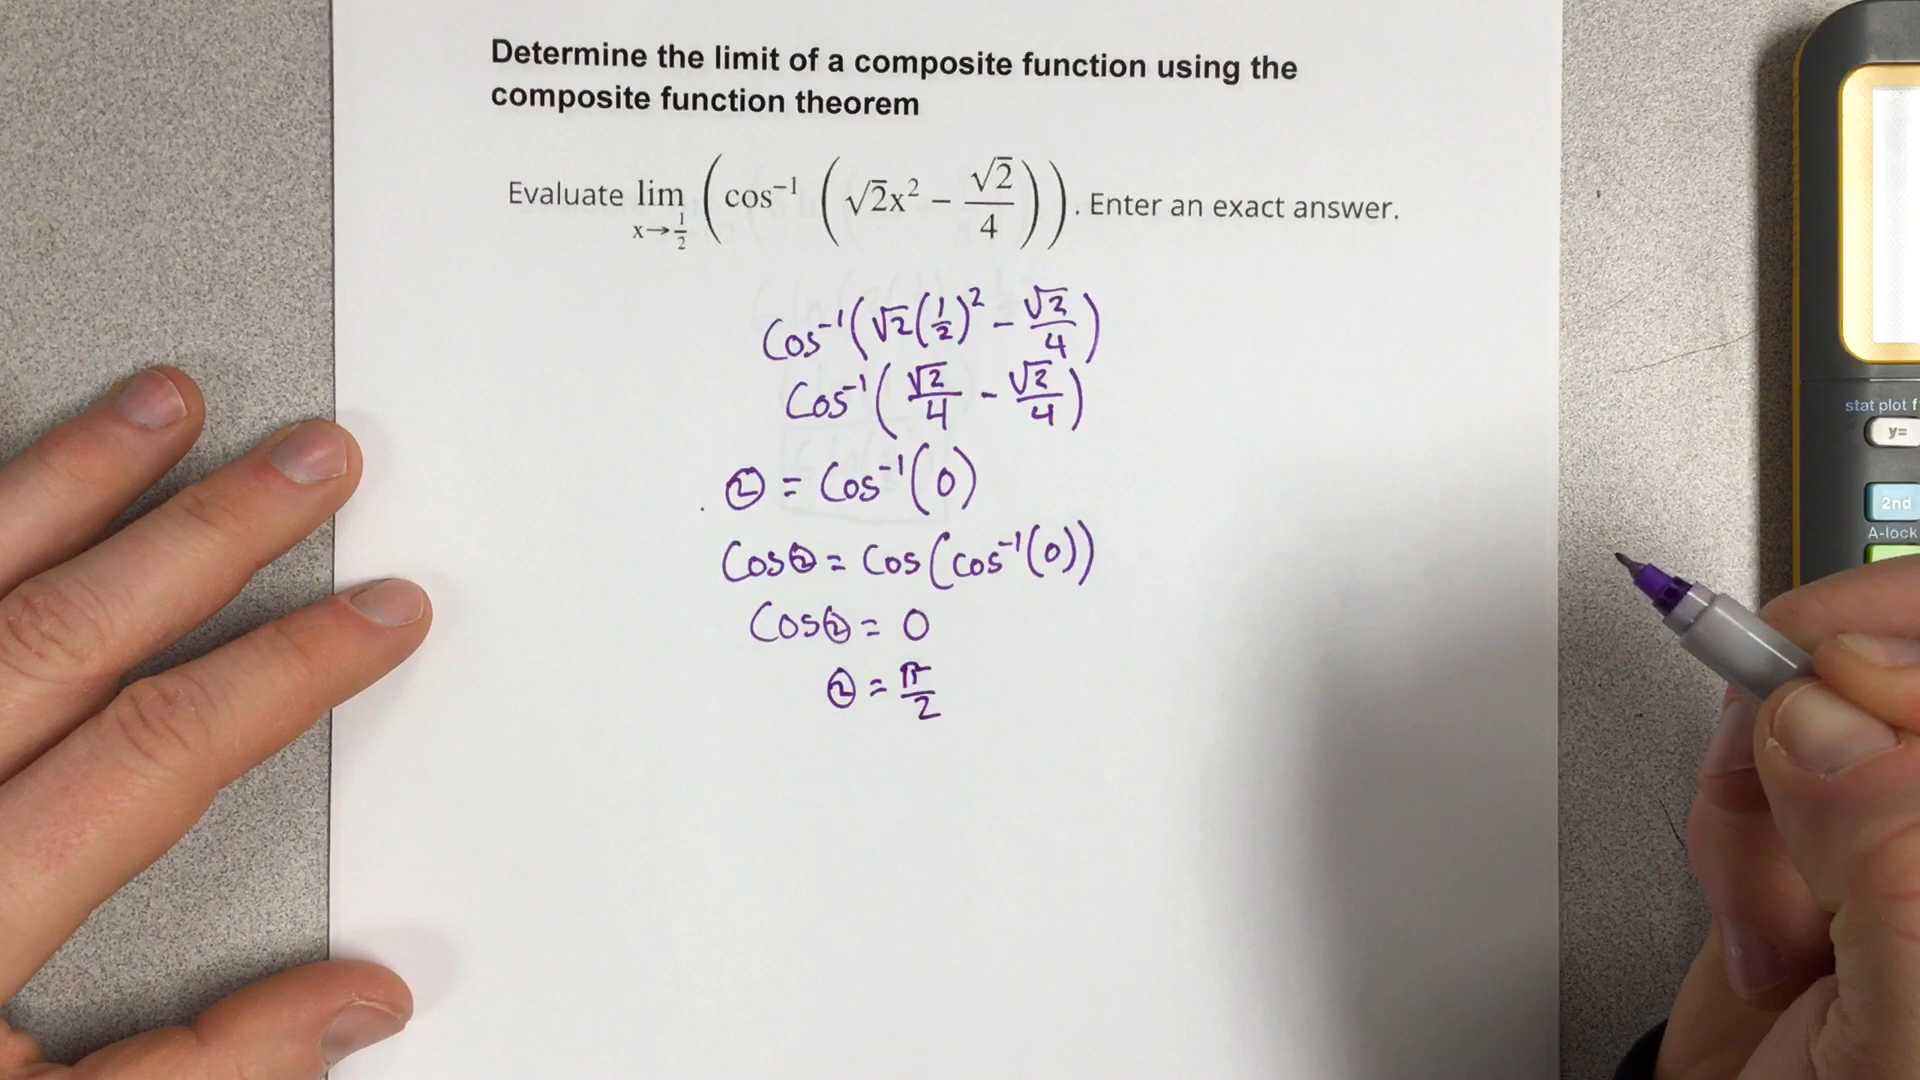 Determine the limit of a composite function using the
composite function theorem
Evaluate lim x→1/2 (cos⁻¹ (√2x² − √2/4)). Enter an exact answer.
Cos⁻¹(√2(1/2)² − √2/4)
Cos⁻¹(√2/4 − √2/4)
θ = Cos⁻¹(0)
Cosθ = Cos(cos⁻¹(0))
Cosθ = 0
θ = π/2
stat plot f
y=
2nd
A-lock